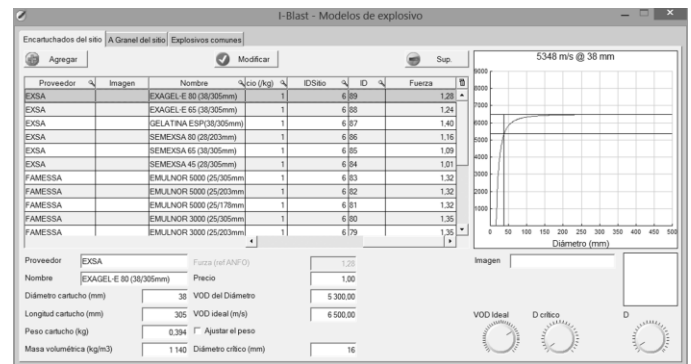 I-Blast - Modelos de explosivo
Encartuchados del sitio A Granel del sitio Explosivos comunes
Agregar Modificar Sup.
Proveedor Imagen Nombre cio (/kg) IDSitio ID Fuerza
EXSA EXAGEL-E 80 (38/305mm) 1 6 89 1,28
EXSA EXAGEL-E 65 (38/305mm) 1 6 88 1,24
EXSA GELATINA ESP(38/305mm) 1 6 87 1,40
EXSA SEMEXSA 80 (28/203mm) 1 6 86 1,16
EXSA SEMEXSA 65 (38/305mm) 1 6 85 1,09
EXSA SEMEXSA 45 (28/305mm) 1 6 84 1,01
FAMESSA EMULNOR 5000 (25/305mm 1 6 83 1,32
FAMESSA EMULNOR 5000 (25/203mm 1 6 82 1,32
FAMESSA EMULNOR 5000 (25/178mm 1 6 81 1,32
FAMESSA EMULNOR 3000 (25/305mm 1 6 80 1,35
FAMESSA EMULNOR 3000 (25/203mm 1 6 79 1,35
5348 m/s @ 38 mm
9000
8000
7000
6000
5000
4000
3000
2000
1000
0 50 100 150 200 250 300 350 400 450 500
Diámetro (mm)
Proveedor EXSA Furza (ref ANFO) 1,28
Nombre EXAGEL-E 80 (38/305mm) Precio 1,00
Diámetro cartucho (mm) 38 VOD del Diámetro 5 300,00
Longitud cartucho (mm) 305 VOD ideal (m/s) 6 500,00
Peso cartucho (kg) 0,394 Ajustar el peso
Masa volumétrica (kg/m3) 1 140 Diámetro crítico (mm) 16
Imagen
VOD Ideal D crítico D